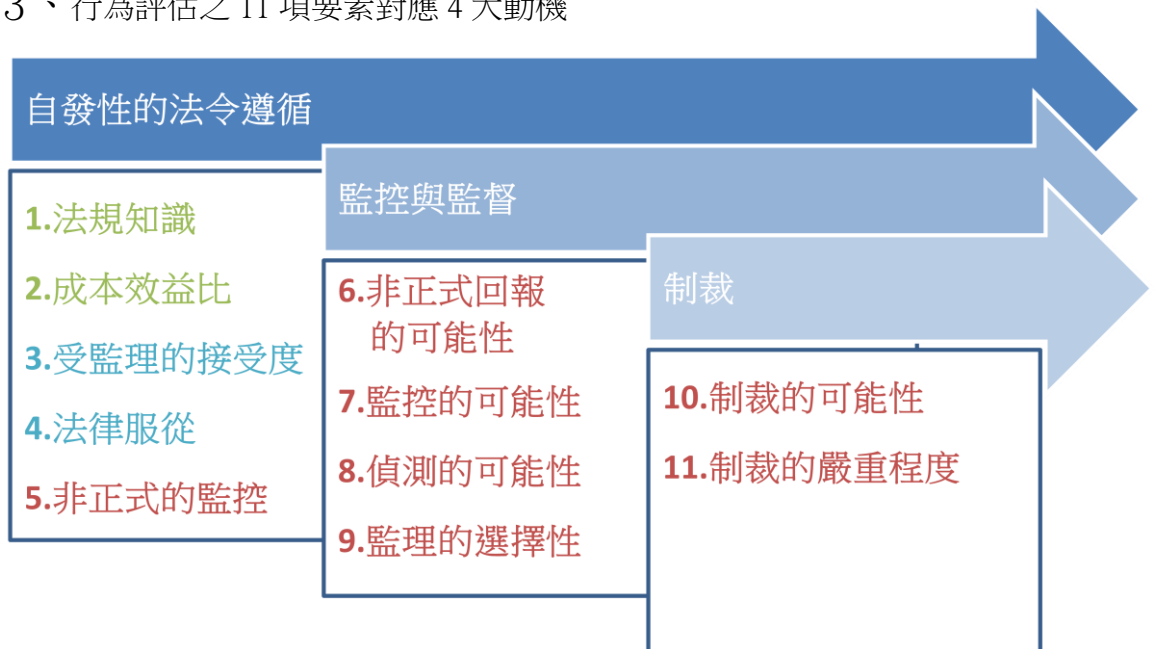 3、行為評估之 11 項要素對應 4 大動機
自發性的法令遵循
1.法規知識
2.成本效益比
3.受監理的接受度
4.法律服從
5.非正式的監控
監控與監督
6.非正式回報
的可能性
7.監控的可能性
8.偵測的可能性
9.監理的選擇性
制裁
10.制裁的可能性
11.制裁的嚴重程度